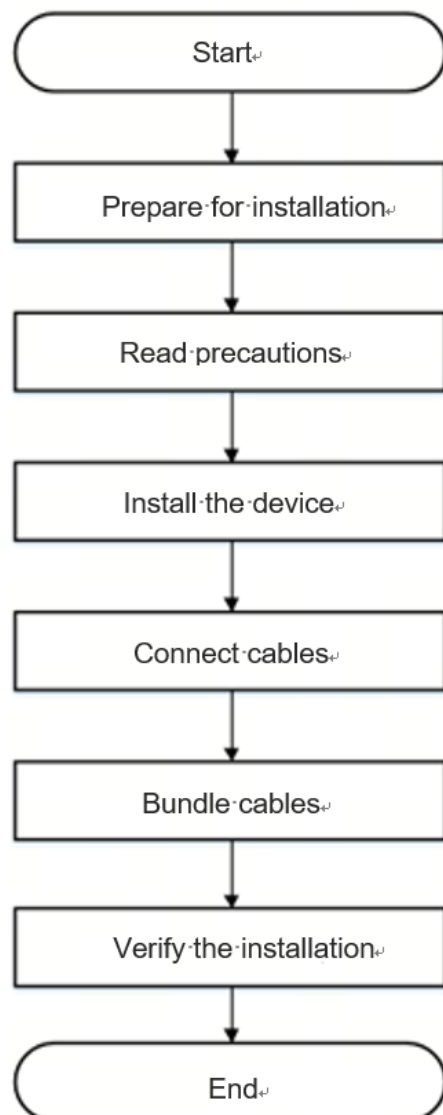 Start
Prepare for installation
Read precautions
Install the device
Connect cables
Bundle cables
Verify the installation
End